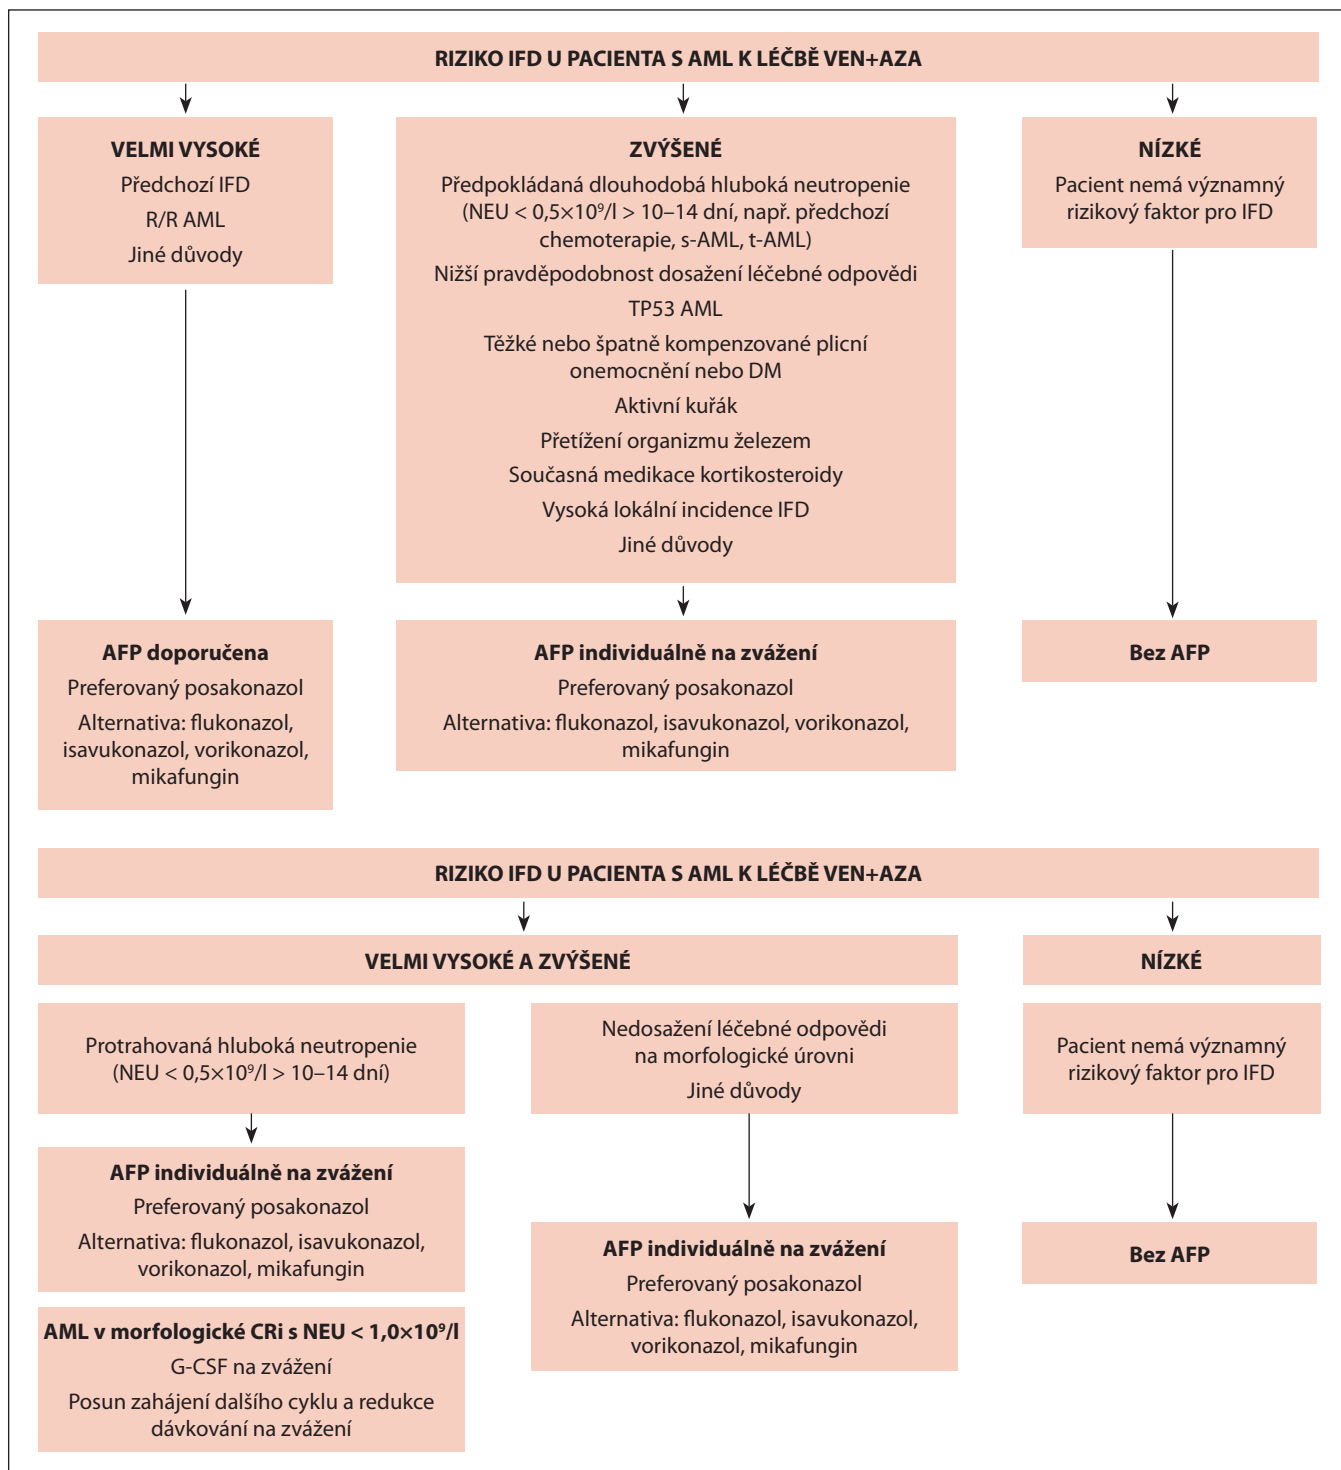 RIZIKO IFD U PACIENTA S AML K LÉČBĚ VEN+AZA
VELMI VYSOKÉ
Předchozí IFD
R/R AML
Jiné důvody
ZVÝŠENÉ
Předpokládaná dlouhodobá hluboká neutropenie
(NEU < 0,5×10⁹/l > 10–14 dní, např. předchozí
chemoterapie, s-AML, t-AML)
Nižší pravděpodobnost dosažení léčebné odpovědi
TP53 AML
Těžké nebo špatně kompenzované plicní
onemocnění nebo DM
Aktivní kuřák
Přetížení organizmu železem
Současná medikace kortikosteroidy
Vysoká lokální incidence IFD
Jiné důvody
NÍZKÉ
Pacient nemá významný
rizikový faktor pro IFD
AFP doporučena
Preferovaný posakonazol
Alternativa: flukonazol,
isavukonazol, vorikonazol,
mikafungin
AFP individuálně na zvážení
Preferovaný posakonazol
Alternativa: flukonazol, isavukonazol, vorikonazol,
mikafungin
Bez AFP
RIZIKO IFD U PACIENTA S AML K LÉČBĚ VEN+AZA
VELMI VYSOKÉ A ZVÝŠENÉ
NÍZKÉ
Protrahovaná hluboká neutropenie
(NEU < 0,5×10⁹/l > 10–14 dní)
Nedosažení léčebné odpovědi
na morfologické úrovni
Jiné důvody
Pacient nemá významný
rizikový faktor pro IFD
AFP individuálně na zvážení
Preferovaný posakonazol
Alternativa: flukonazol, isavukonazol,
vorikonazol, mikafungin
AFP individuálně na zvážení
Preferovaný posakonazol
Alternativa: flukonazol, isavukonazol,
vorikonazol, mikafungin
Bez AFP
AML v morfologické CRi s NEU < 1,0×10⁹/l
G-CSF na zvážení
Posun zahájení dalšího cyklu a redukce
dávkování na zvážení